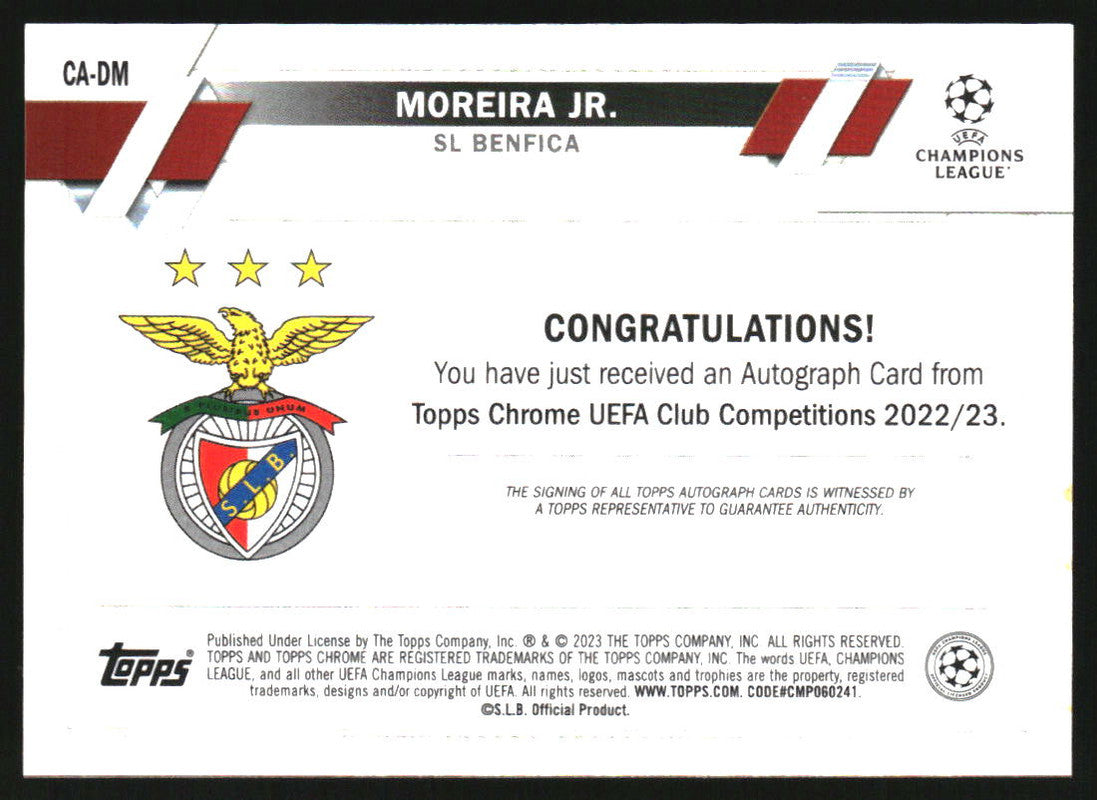 CA-DM
MOREIRA JR.
SL BENFICA
UEFA
CHAMPIONS
LEAGUE
E PLURIBUS UNUM
S.L.B.
CONGRATULATIONS!
You have just received an Autograph Card from
Topps Chrome UEFA Club Competitions 2022/23.
THE SIGNING OF ALL TOPPS AUTOGRAPH CARDS IS WITNESSED BY
A TOPPS REPRESENTATIVE TO GUARANTEE AUTHENTICITY.
topps®
Published Under License by The Topps Company, Inc. ® & © 2023 THE TOPPS COMPANY, INC. ALL RIGHTS RESERVED.
TOPPS AND TOPPS CHROME ARE REGISTERED TRADEMARKS OF THE TOPPS COMPANY, INC. The words UEFA, CHAMPIONS
LEAGUE, and all other UEFA Champions League marks, names, logos, mascots and trophies are the property, registered
trademarks, designs and/or copyright of UEFA. All rights reserved. WWW.TOPPS.COM. CODE#CMP060241.
©S.L.B. Official Product.